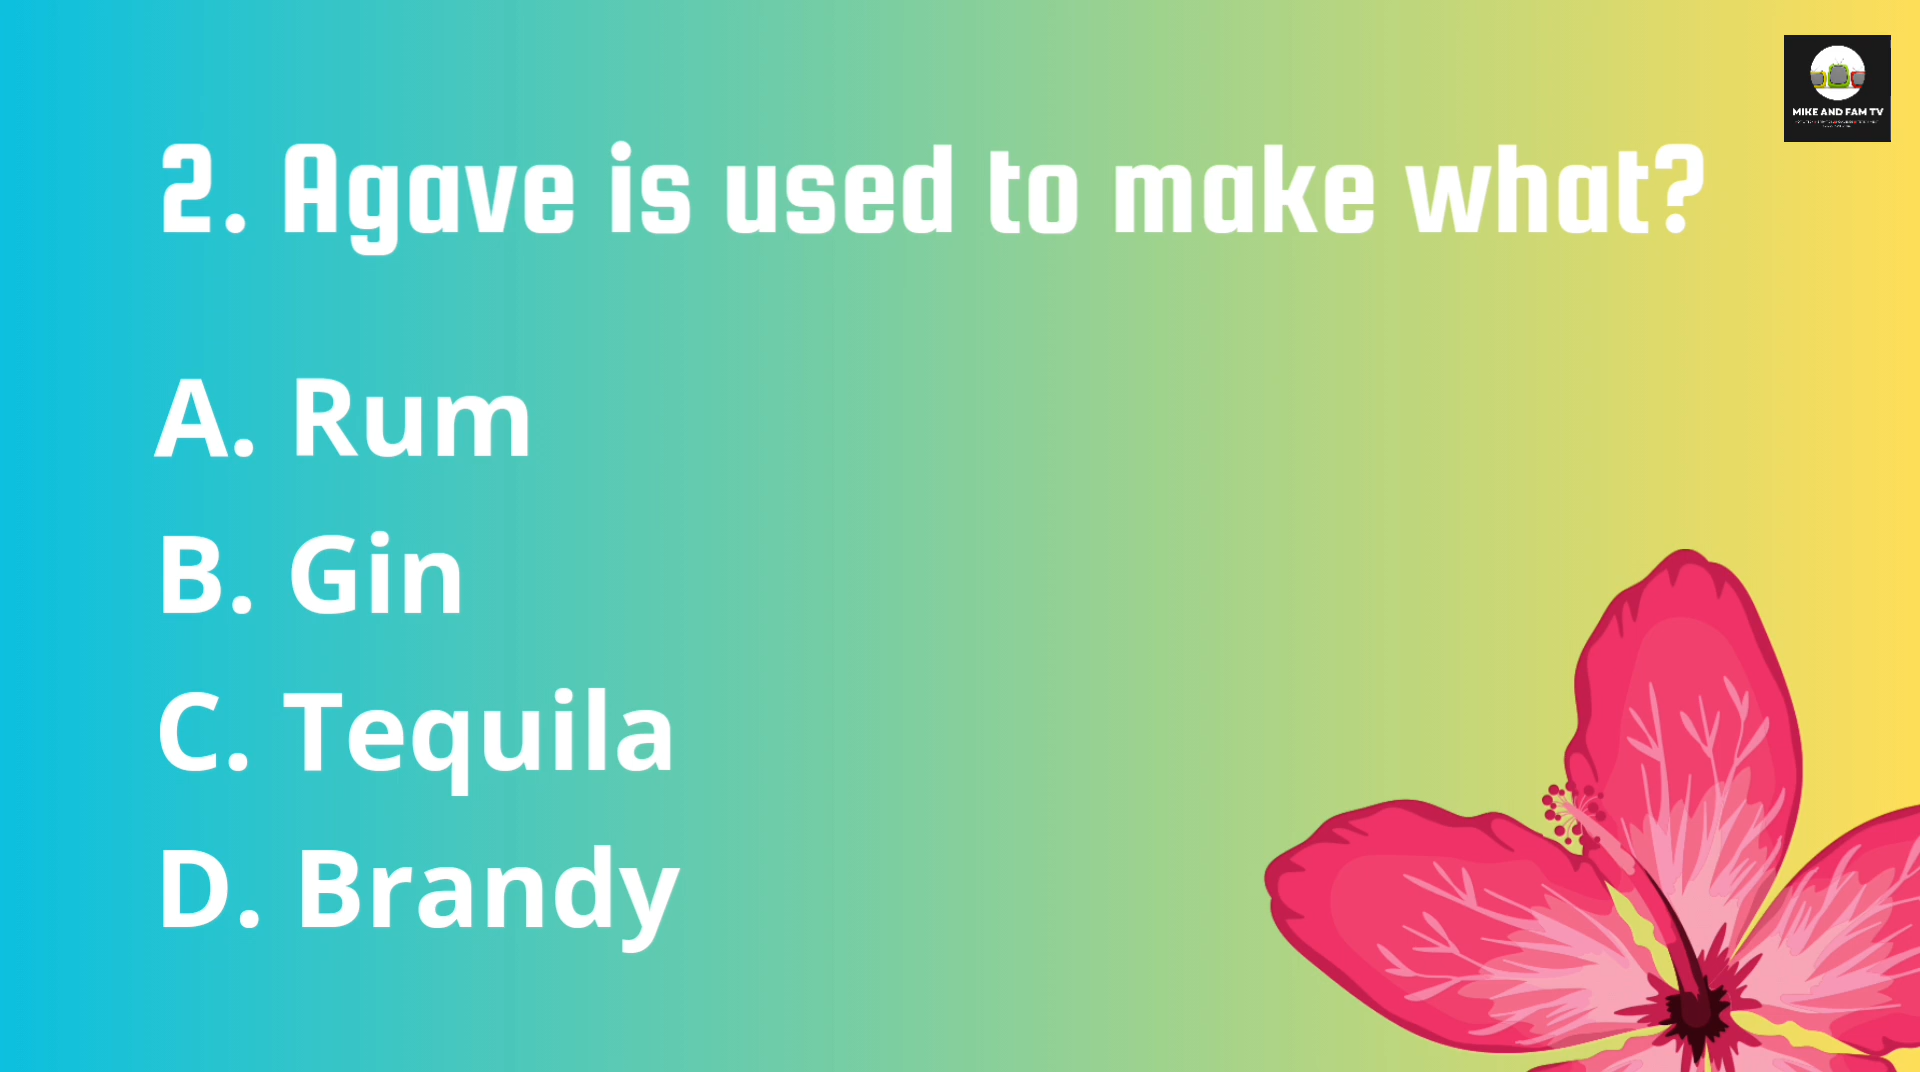 MIKE AND FAM TV
2. Agave is used to make what?
A. Rum
B. Gin
C. Tequila
D. Brandy